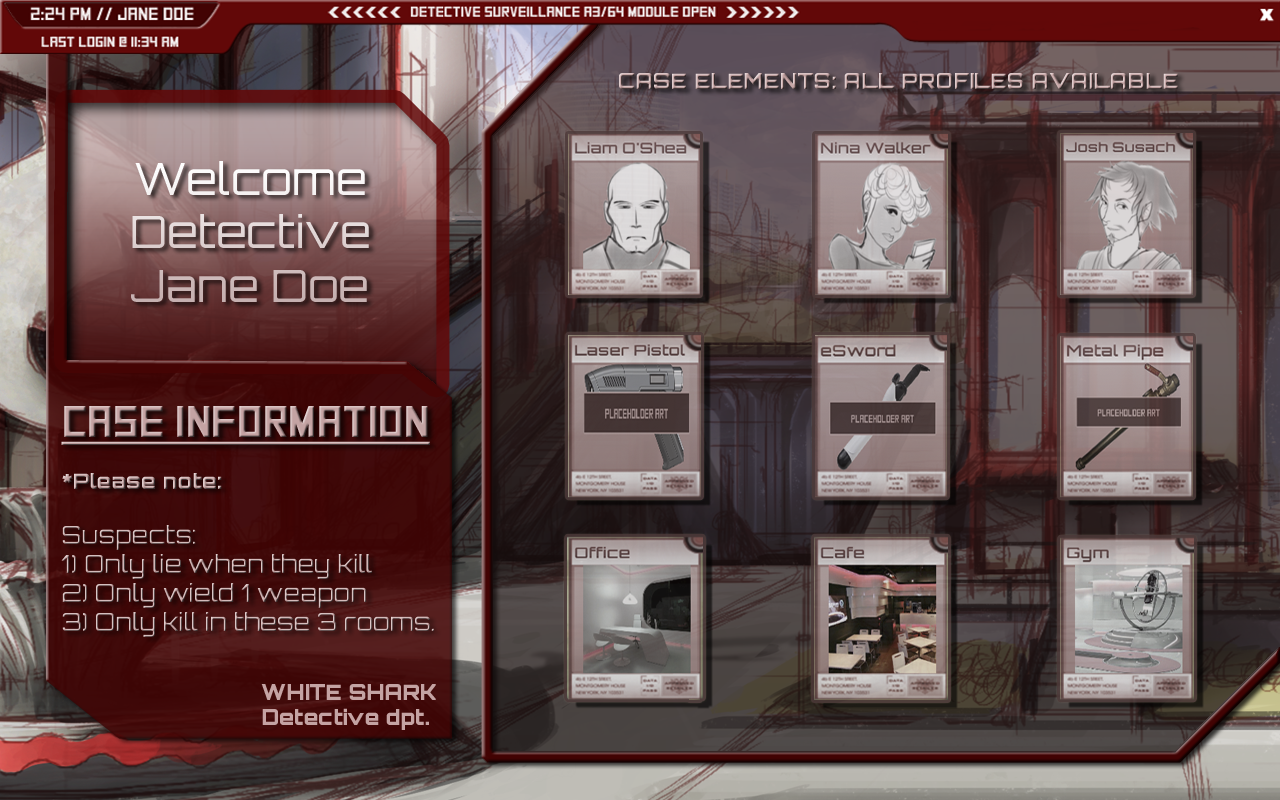 2:24 PM // JANE DOE
LAST LOGIN @ 11:34 AM
<<<<<< DETECTIVE SURVEILLANCE A3/64 MODULE OPEN >>>>>>
X
Welcome
Detective
Jane Doe
CASE INFORMATION
*Please note:
Suspects:
1) Only lie when they kill
2) Only wield 1 weapon
3) Only kill in these 3 rooms.
WHITE SHARK
Detective dpt.
CASE ELEMENTS: ALL PROFILES AVAILABLE
Liam O'Shea
Nina Walker
Josh Susach
Laser Pistol
PLACEHOLDER ART
eSword
PLACEHOLDER ART
Metal Pipe
PLACEHOLDER ART
Office
Cafe
Gym